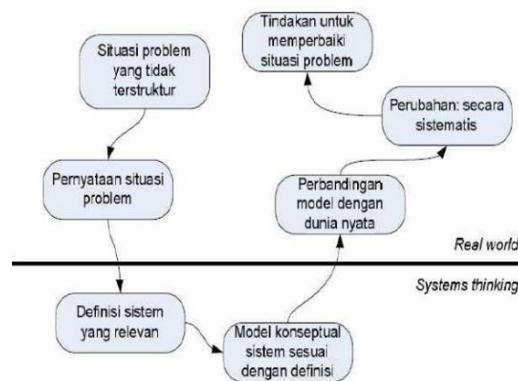 Situasi problem
yang tidak
terstruktur
Pernyataan situasi
problem
Definisi sistem
yang relevan
Model konseptual
sistem sesuai
dengan definisi
Perbandingan
model dengan
dunia nyata
Perubahan: secara
sistematis
Tindakan untuk
memperbaiki
situasi problem
Real world
Systems thinking